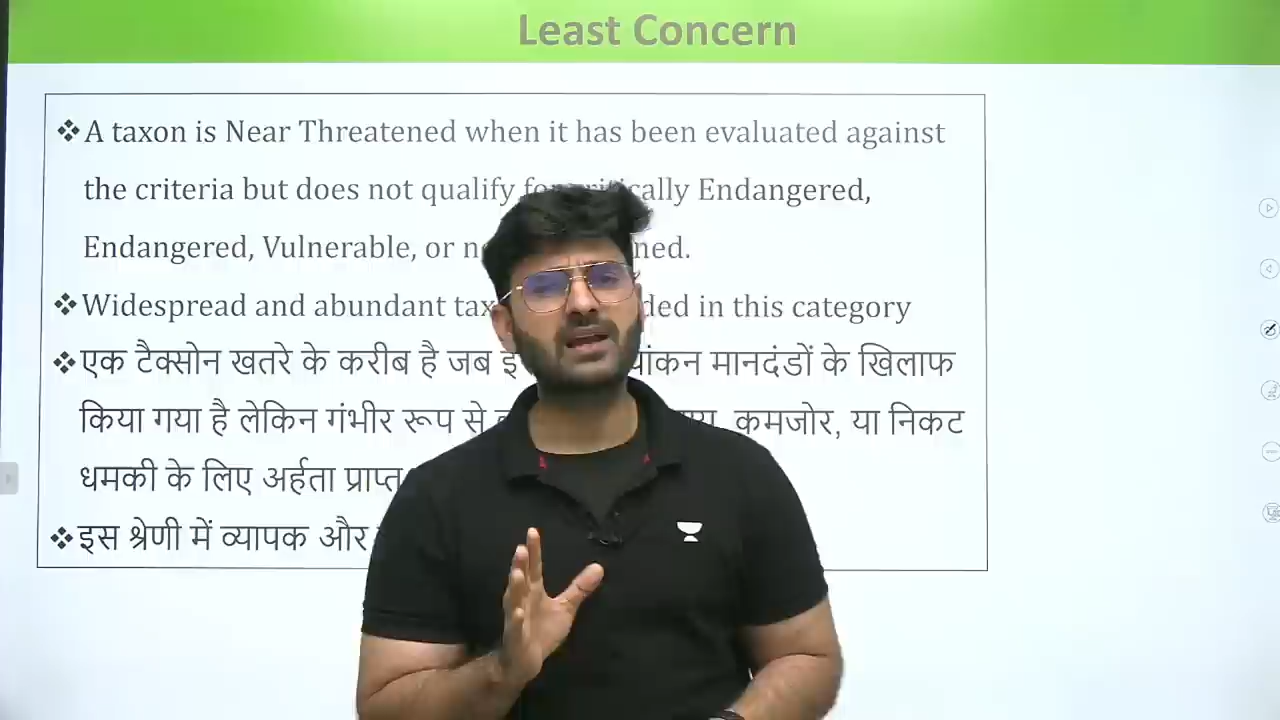 Least Concern
❖ A taxon is Near Threatened when it has been evaluated against
the criteria but does not qualify for critically Endangered,
Endangered, Vulnerable, or
Widespread and abundant in this category
❖ एक टैक्सोन खतरे के करीब है जब मानदंडों के खिलाफ
किया गया है लेकिन गंभीर रूप से कमजोर, या निकट
धमकी के लिए अर्हता प्राप्त
❖ इस श्रेणी में व्यापक और